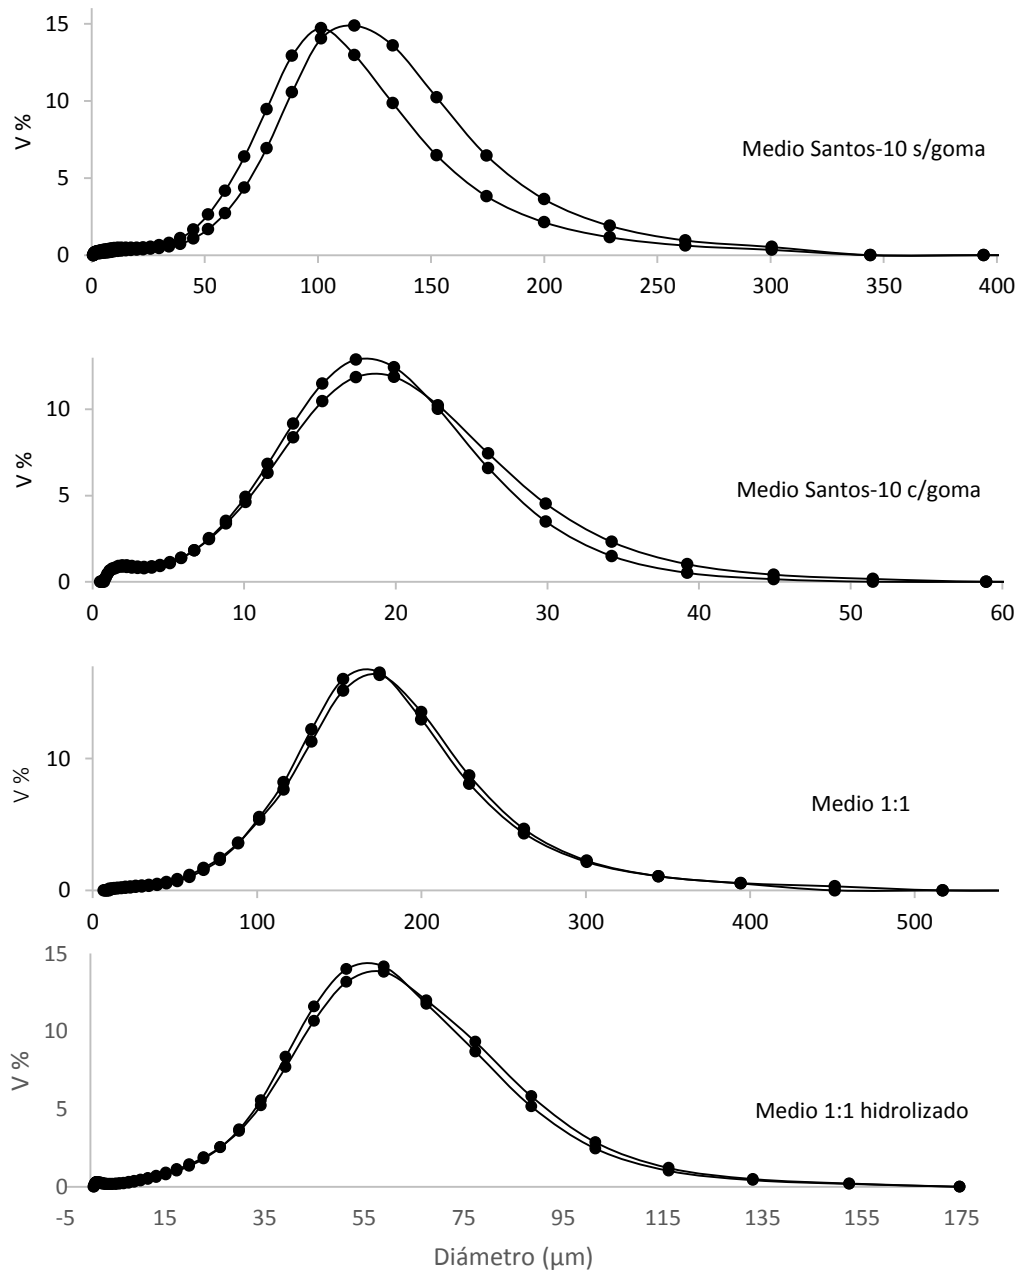 15
10
5
0
V %
Medio Santos-10 s/goma
0 50 100 150 200 250 300 350 400
10
5
0
V %
Medio Santos-10 c/goma
0 10 20 30 40 50 60
10
0
V %
Medio 1:1
0 100 200 300 400 500
15
10
5
0
V %
Medio 1:1 hidrolizado
-5 15 35 55 75 95 115 135 155 175
Diámetro (µm)